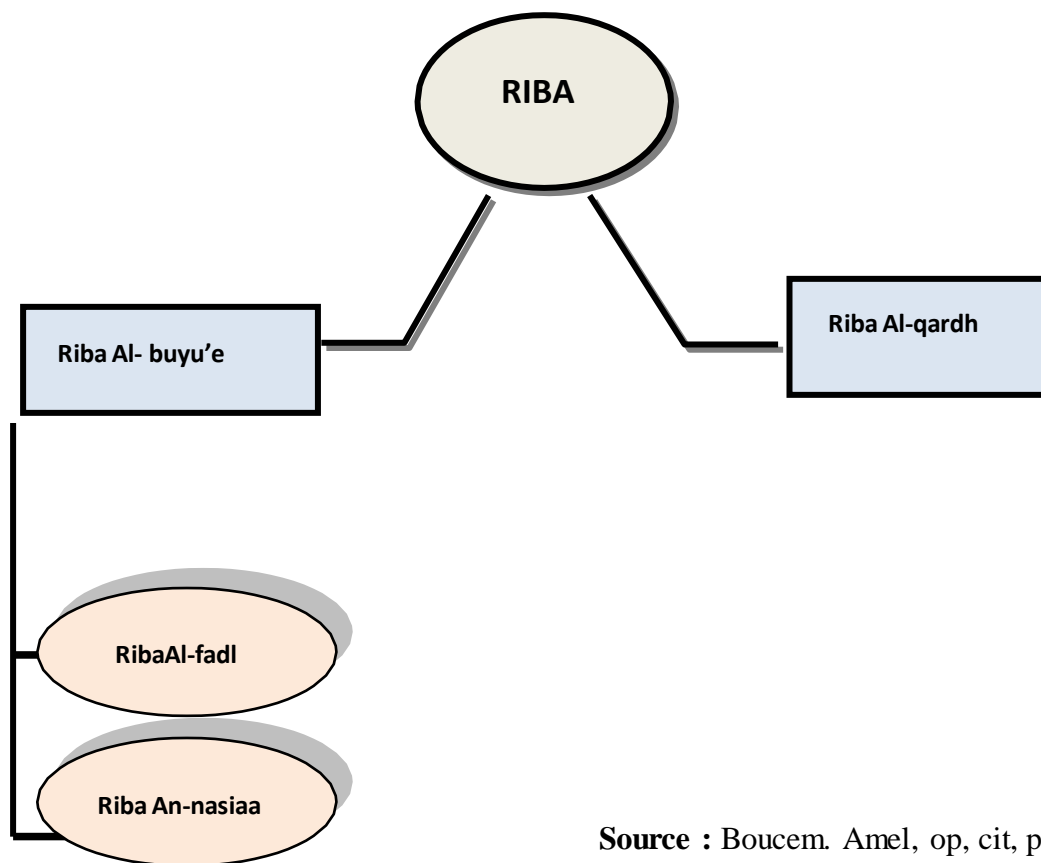 RIBA
Riba Al- buyu’e
Riba Al-qardh
RibaAl-fadl
Riba An-nasiaa
Source : Boucem. Amel, op, cit, p